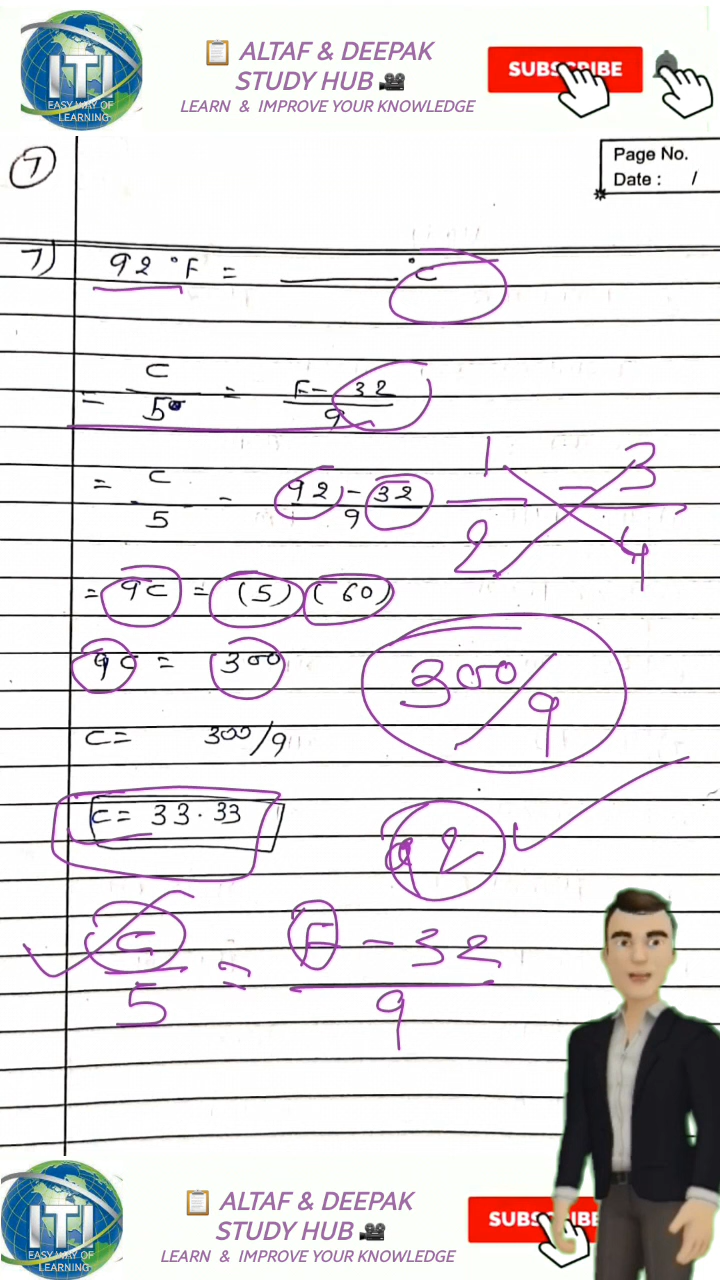 ITI
EASY WAY OF
LEARNING
📋 ALTAF & DEEPAK
STUDY HUB 🎥
LEARN & IMPROVE YOUR KNOWLEDGE
SUBSCRIBE
7
Page No.
Date : /
7) 92 °F = ______ °C
= C/5 = F - 32/9
= C/5 = 92 - 32/9
1/2 = 3/4
= 9C = (5) (60)
9C = 300
300/9
C = 300/9
C = 33.33
92
C/5 = F - 32/9
ITI
EASY WAY OF
LEARNING
📋 ALTAF & DEEPAK
STUDY HUB 🎥
LEARN & IMPROVE YOUR KNOWLEDGE
SUBSCRIBE